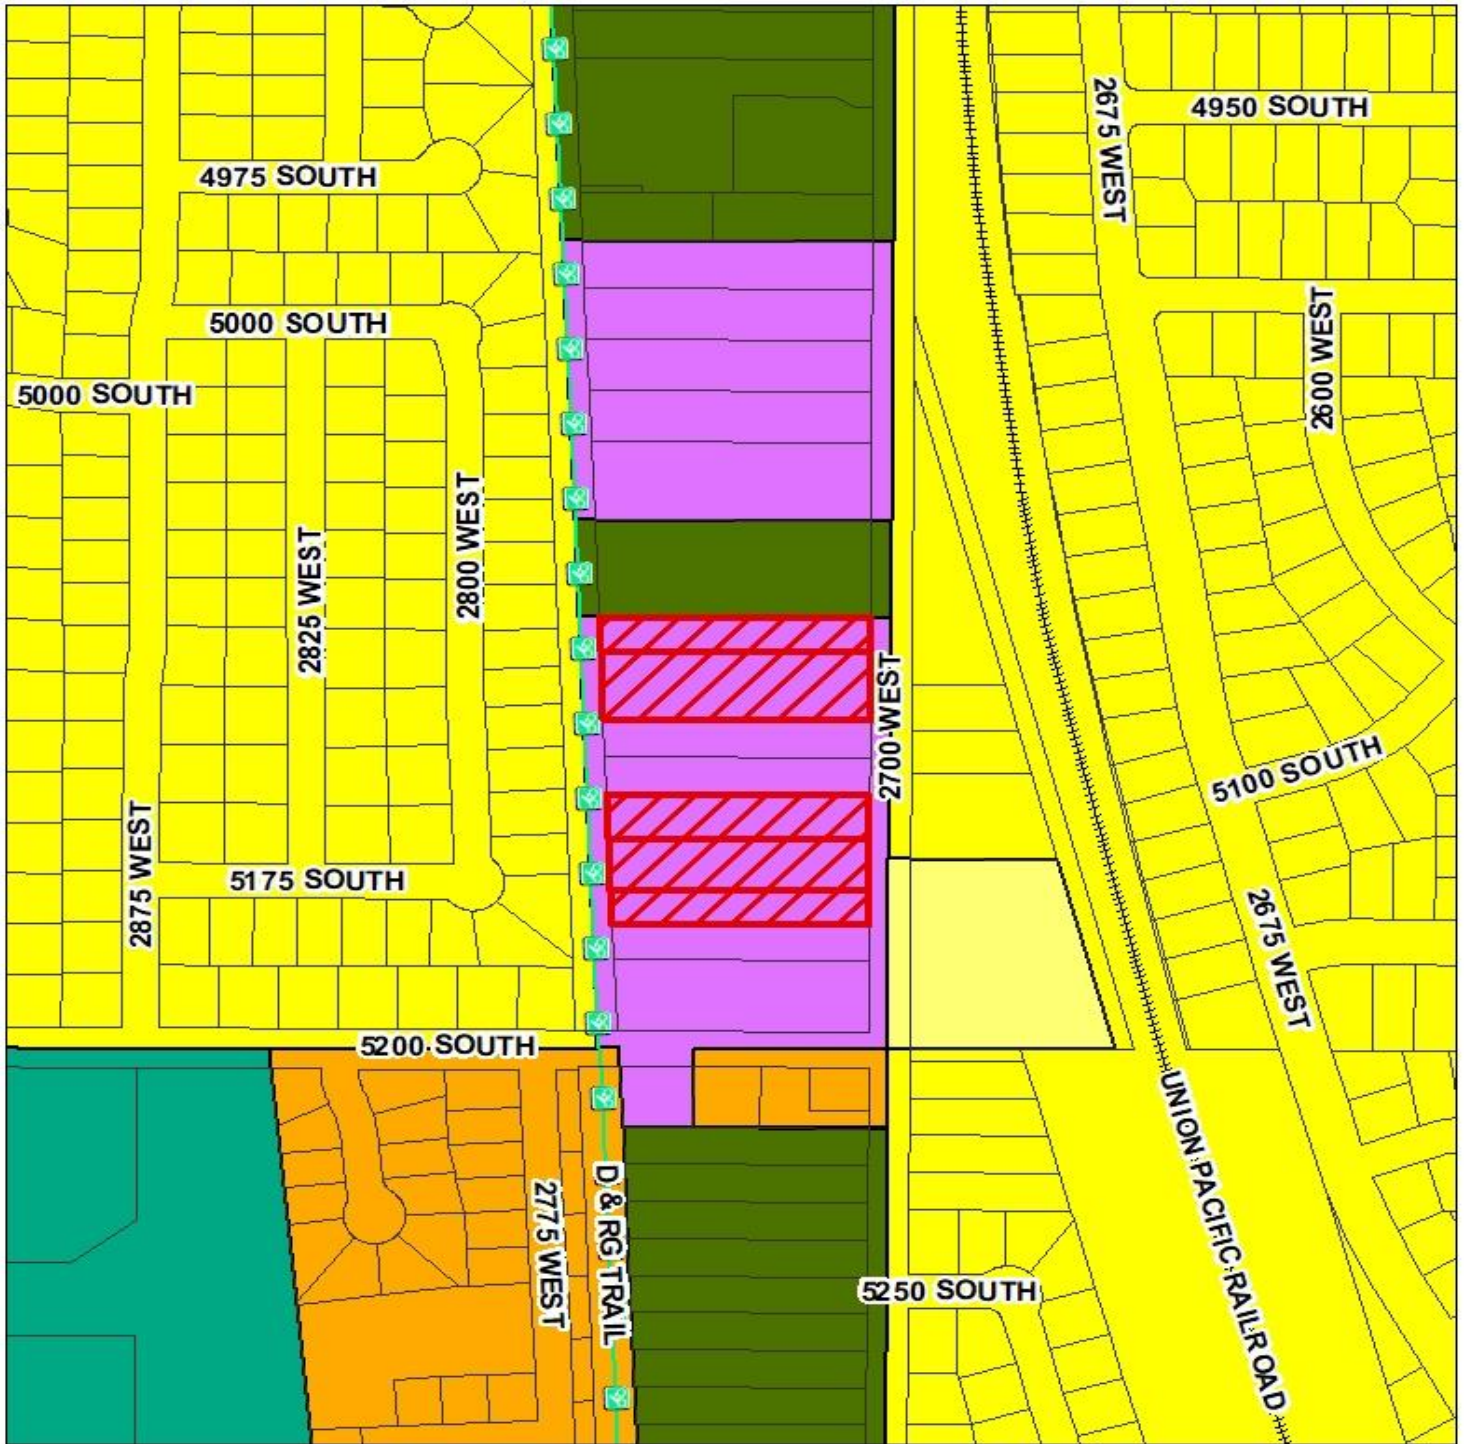 4950 SOUTH
2675 WEST
4975 SOUTH
5000 SOUTH
2600 WEST
5000 SOUTH
2800 WEST
2825 WEST
2700 WEST
5100 SOUTH
2875 WEST
5175 SOUTH
2675 WEST
5200 SOUTH
UNION PACIFIC RAILROAD
D & RG TRAIL
2775 WEST
5250 SOUTH